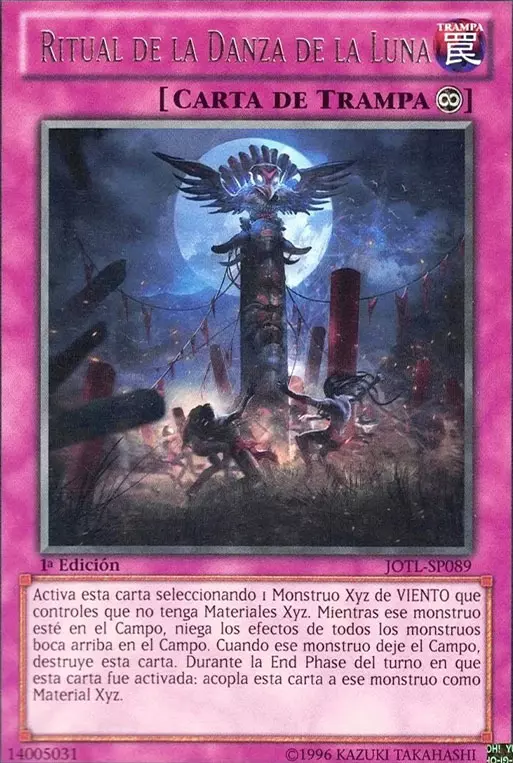 RITUAL DE LA DANZA DE LA LUNA
TRAMPA
罠
[CARTA DE TRAMPA]
1ª Edición
JOTL-SP089
Activa esta carta seleccionando 1 Monstruo Xyz de VIENTO que
controles que no tenga Materiales Xyz. Mientras ese monstruo
esté en el Campo, niega los efectos de todos los monstruos
boca arriba en el Campo. Cuando ese monstruo deje el Campo,
destruye esta carta. Durante la End Phase del turno en que
esta carta fue activada: acopla esta carta a ese monstruo como
Material Xyz.
14005031
©1996 KAZUKI TAKAHASHI